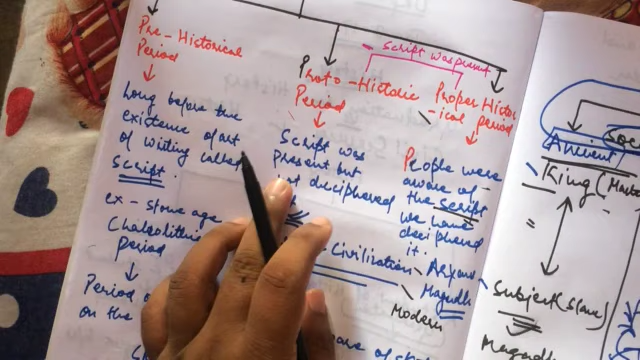 Script was present
Pre-Historical
Period
Long before the
existence of art
of writing called
script.
ex - stone age
Chalcolithic
period
Period
on the
Proto-Historic
Period
Script was
present but
deciphered
Civilization
Proper Histor
-ical period
People were
aware of
the script
we have
deciphered
it.
Magadh
Modern
Ancient
King
Subject (Slave)
Magadh